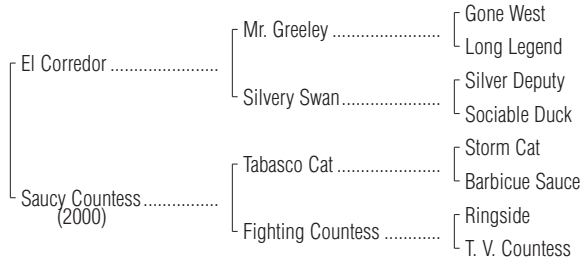 Gone West
Mr. Greeley ....................
Long Legend
El Corredor ....................
Silver Deputy
Silvery Swan ....................
Sociable Duck
Storm Cat
Tabasco Cat ....................
Barbicue Sauce
Saucy Countess ...............
(2000)
Ringside
Fighting Countess ...........
T. V. Countess